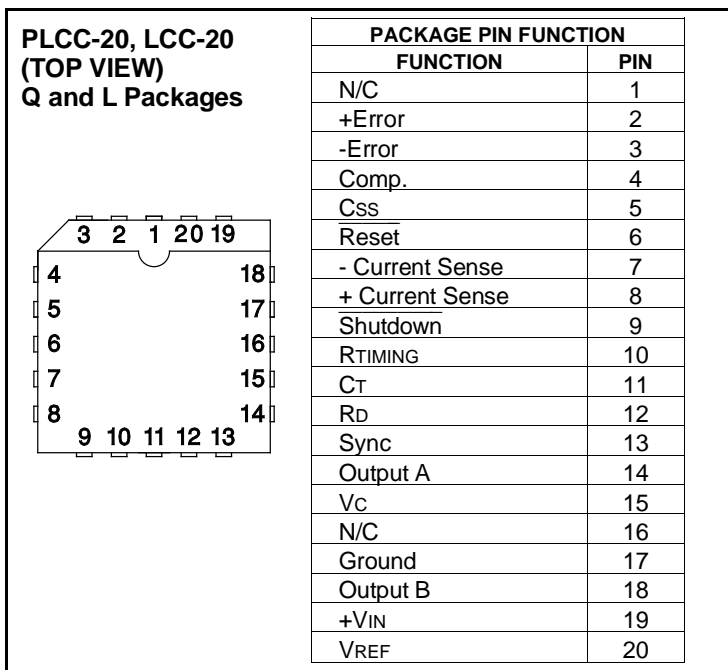 PLCC-20, LCC-20
(TOP VIEW)
Q and L Packages
3 2 1 20 19
4 18
5 17
6 16
7 15
8 14
9 10 11 12 13
PACKAGE PIN FUNCTION
FUNCTION PIN
N/C 1
+Error 2
-Error 3
Comp. 4
CSS 5
Reset 6
- Current Sense 7
+ Current Sense 8
Shutdown 9
RTIMING 10
CT 11
RD 12
Sync 13
Output A 14
VC 15
N/C 16
Ground 17
Output B 18
+VIN 19
VREF 20